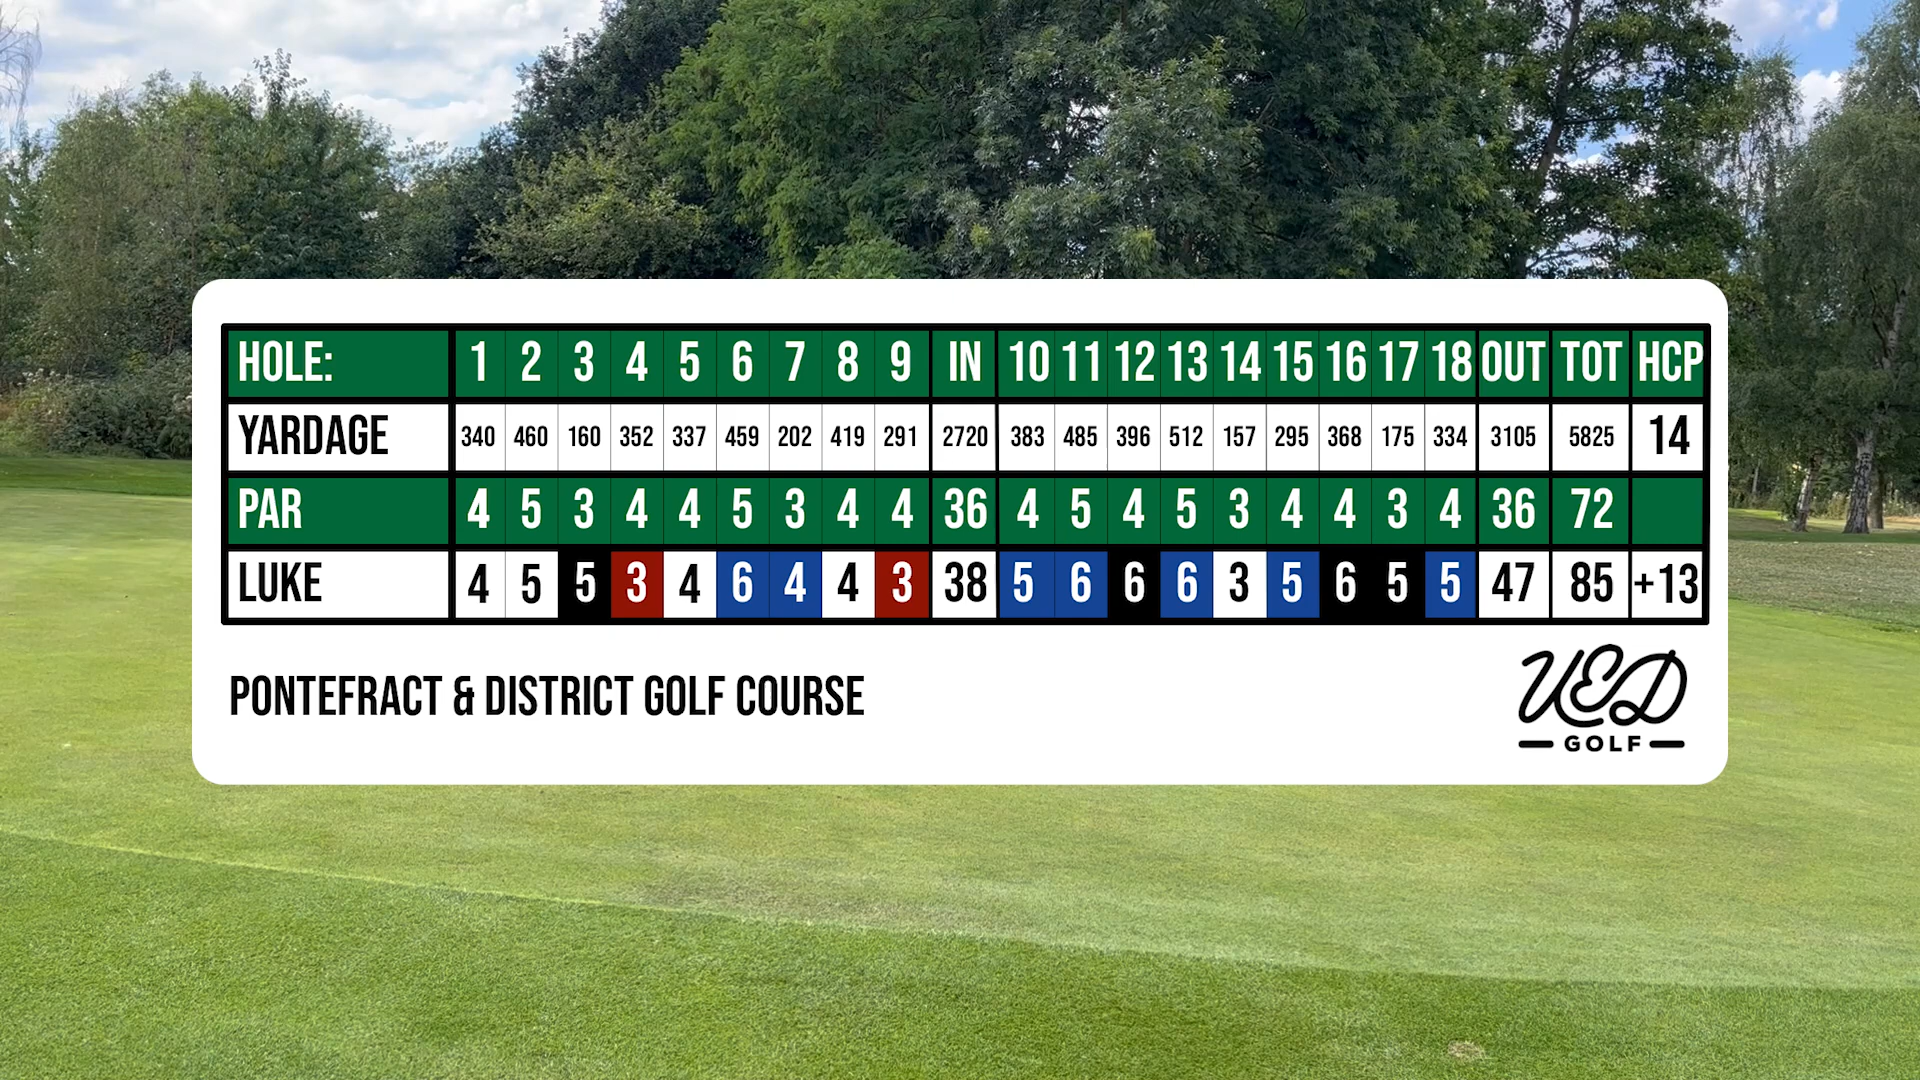 HOLE: 1 2 3 4 5 6 7 8 9 IN 10 11 12 13 14 15 16 17 18 OUT TOT HCP
YARDAGE 340 460 160 352 337 459 202 419 291 2720 383 485 396 512 157 295 368 175 334 3105 5825 14
PAR 4 5 3 4 4 5 3 4 4 36 4 5 4 5 3 4 4 3 4 36 72
LUKE 4 5 5 3 4 6 4 4 3 38 5 6 6 6 3 5 6 5 5 47 85 +13
PONTEFRACT & DISTRICT GOLF COURSE
UED
GOLF